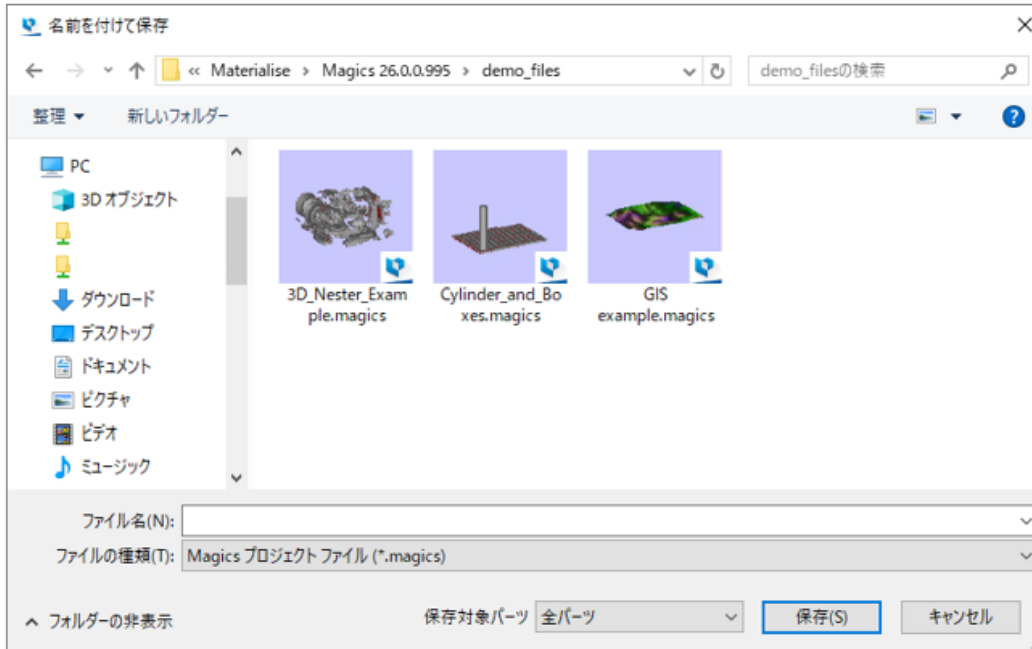 名前を付けて保存
« Materialise › Magics 26.0.0.995 › demo_files
demo_filesの検索
整理
新しいフォルダー
PC
3D オブジェクト
ダウンロード
デスクトップ
ドキュメント
ピクチャ
ビデオ
ミュージック
3D_Nester_Exam
ple.magics
Cylinder_and_Bo
xes.magics
GIS
example.magics
ファイル名(N):
ファイルの種類(T): Magics プロジェクト ファイル (*.magics)
フォルダーの非表示
保存対象パーツ 全パーツ
保存(S)
キャンセル